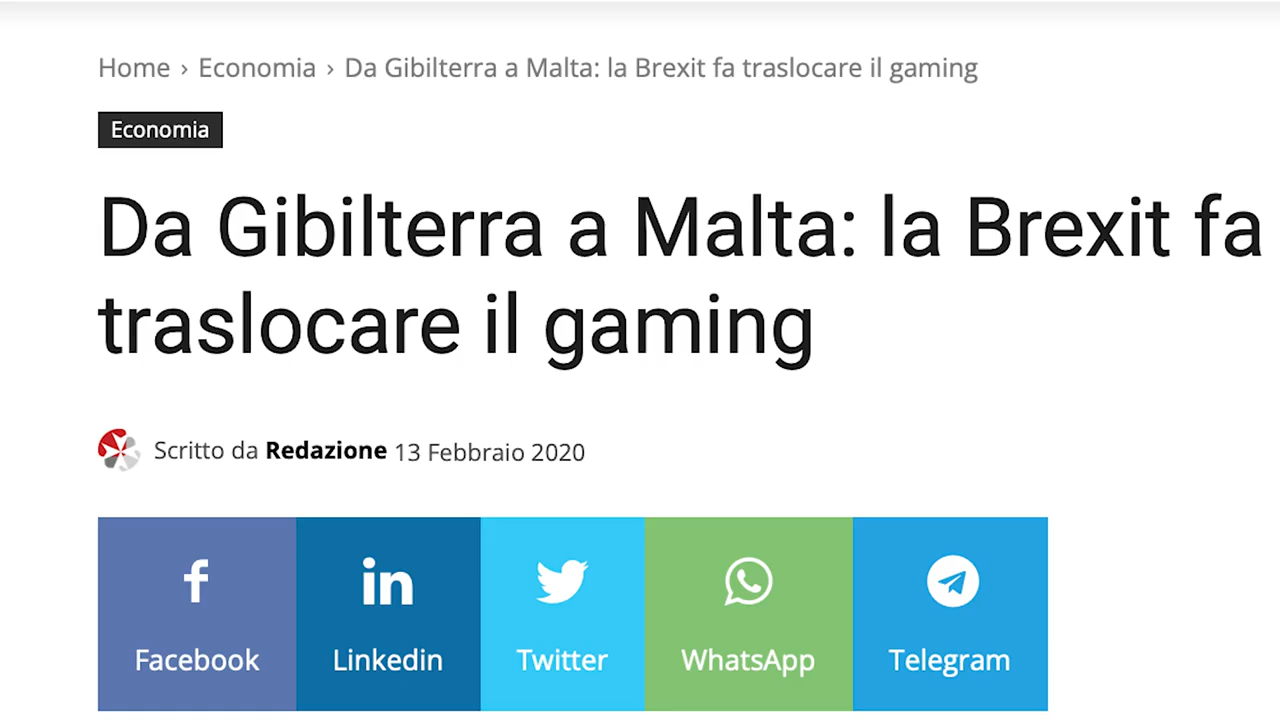 Home › Economia › Da Gibilterra a Malta: la Brexit fa traslocare il gaming
Economia
Da Gibilterra a Malta: la Brexit fa
traslocare il gaming
Scritto da Redazione 13 Febbraio 2020
Facebook Linkedin Twitter WhatsApp Telegram